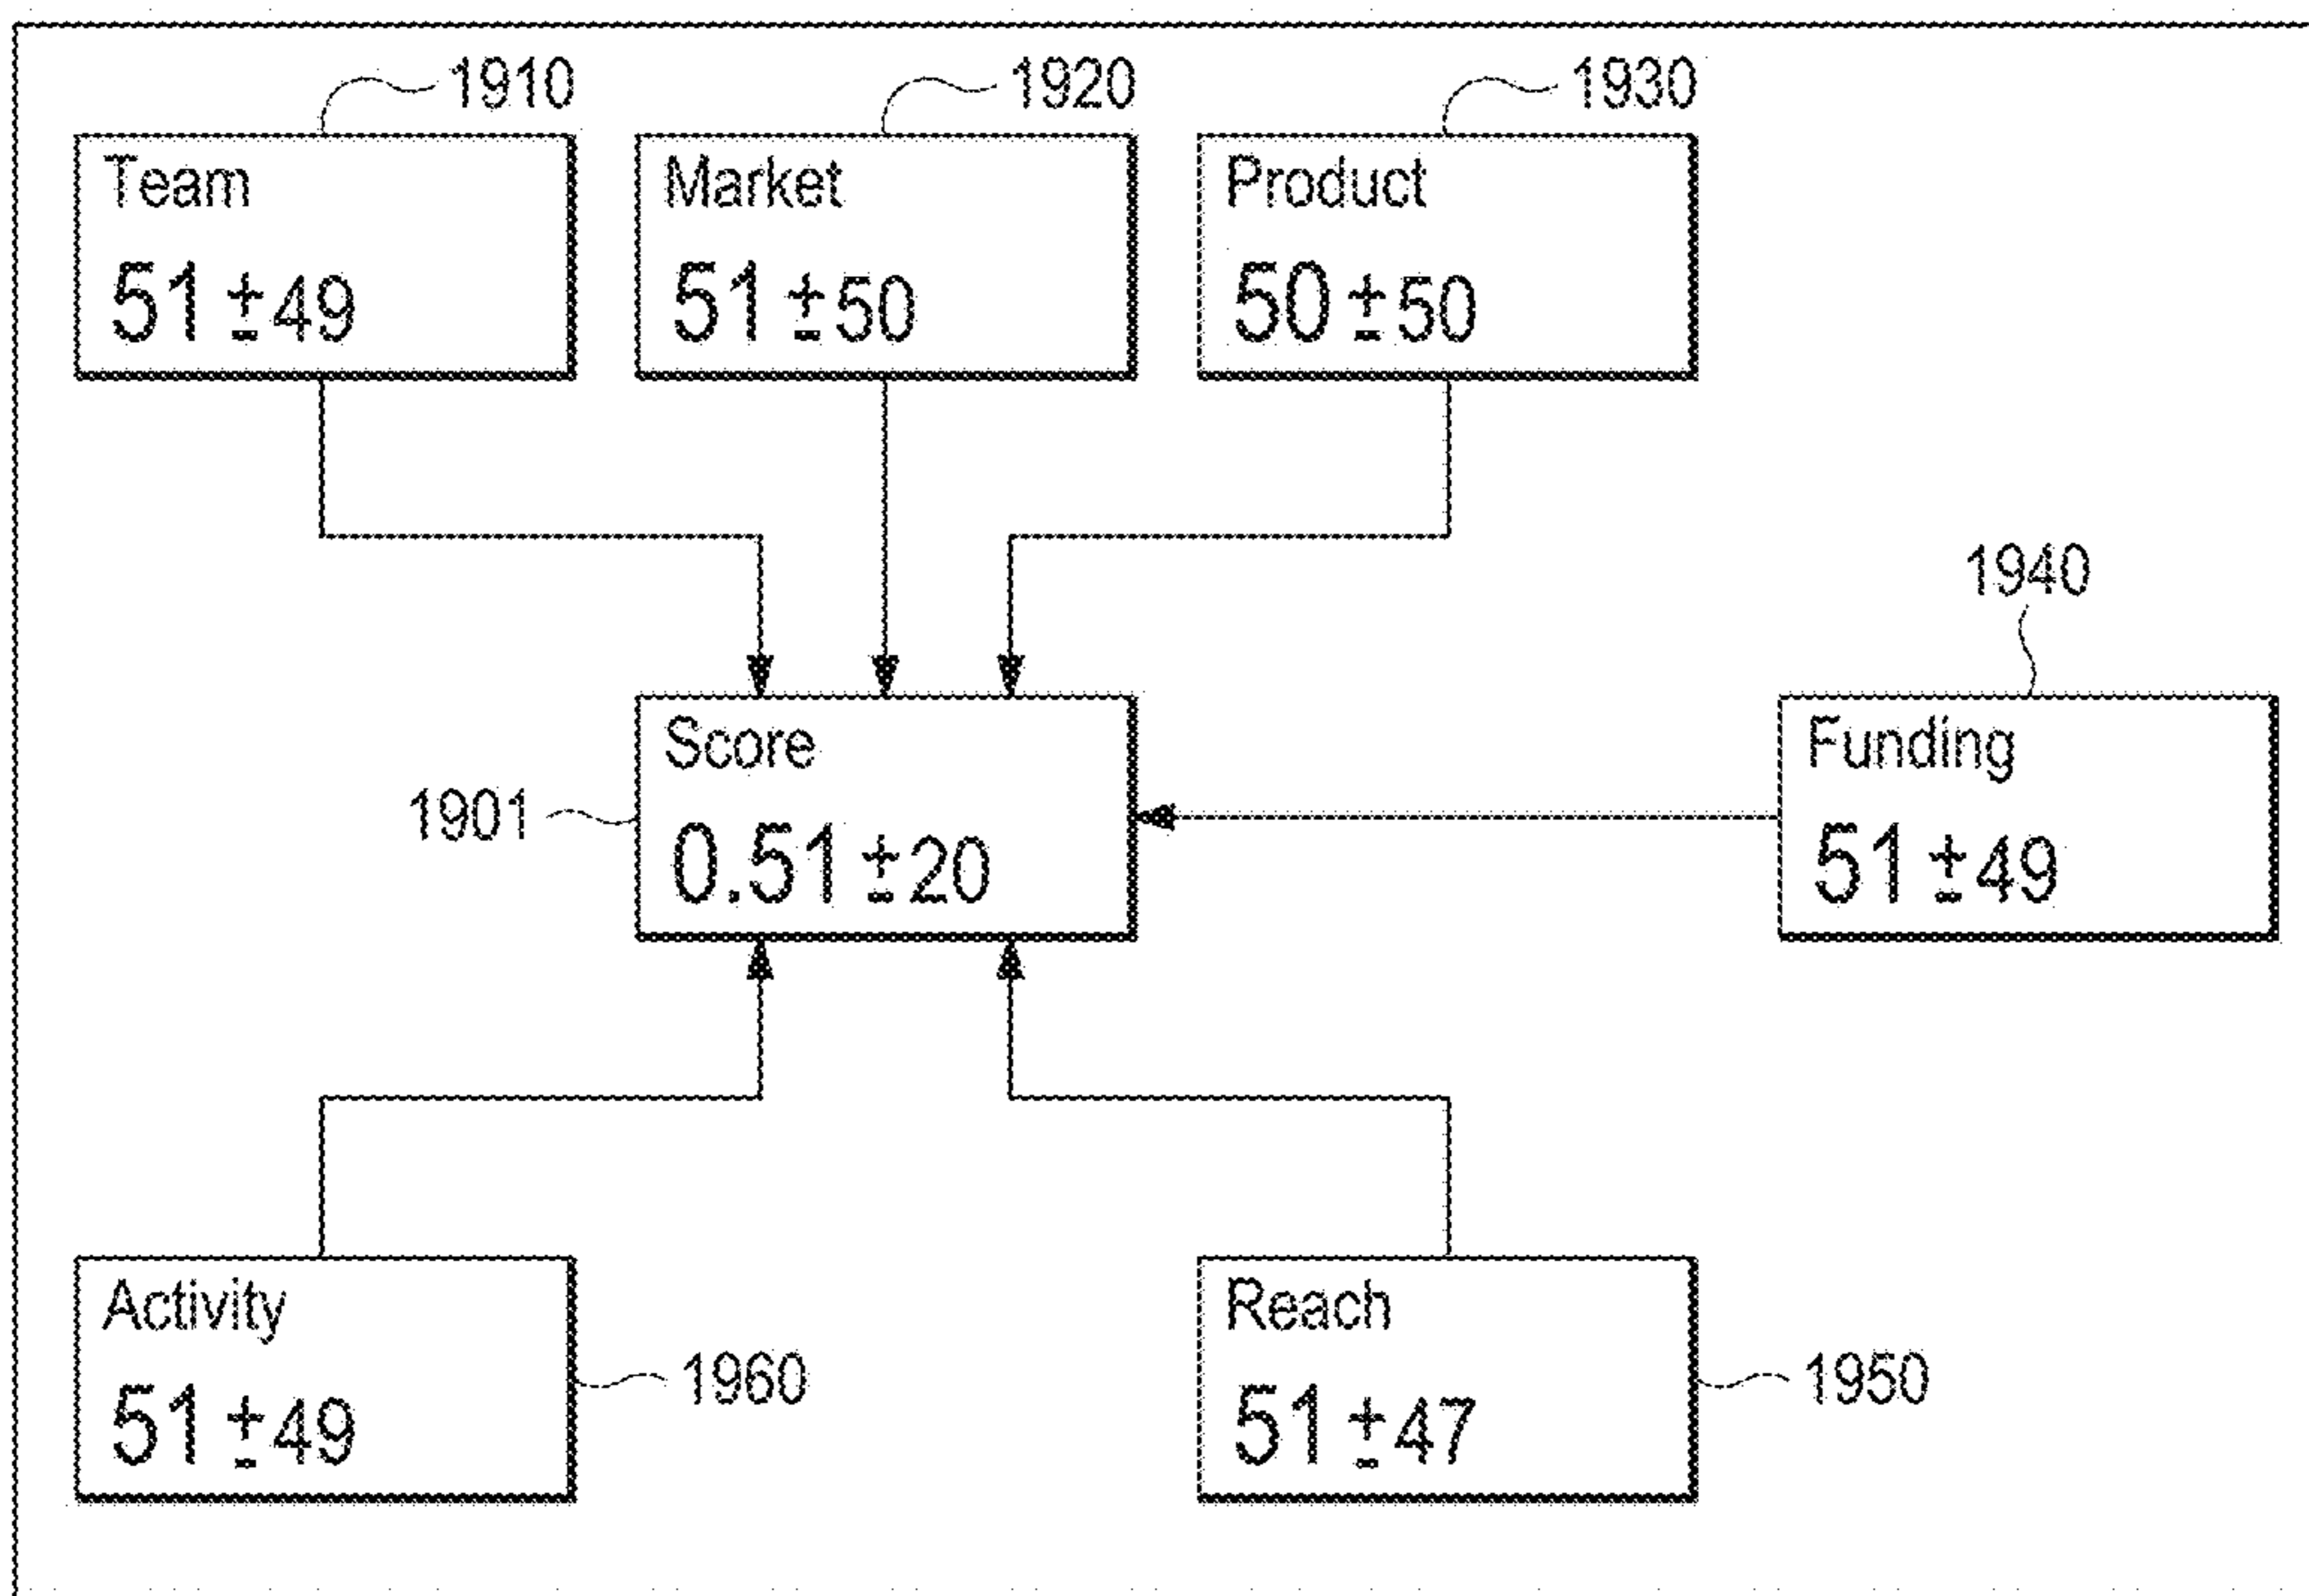 1910
1920
1930
Team
51 ±49
Market
51 ±50
Product
50 ±50
1940
Score
0.51 ±20
1901
Funding
51 ±49
Activity
51 ±49
1960
Reach
51 ±47
1950